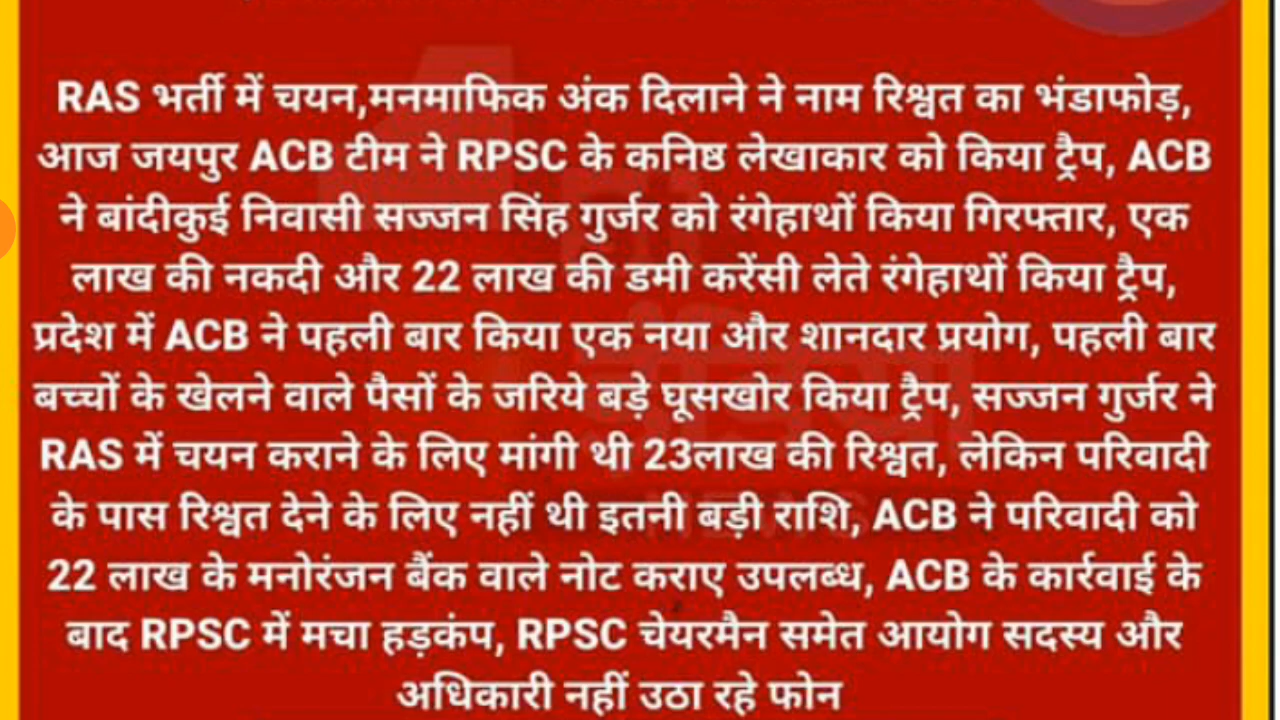 RAS भर्ती में चयन,मनमाफिक अंक दिलाने ने नाम रिश्वत का भंडाफोड़,
आज जयपुर ACB टीम ने RPSC के कनिष्ठ लेखाकार को किया ट्रैप, ACB
ने बांदीकुई निवासी सज्जन सिंह गुर्जर को रंगेहाथों किया गिरफ्तार, एक
लाख की नकदी और 22 लाख की डमी करेंसी लेते रंगेहाथों किया ट्रैप,
प्रदेश में ACB ने पहली बार किया एक नया और शानदार प्रयोग, पहली बार
बच्चों के खेलने वाले पैसों के जरिये बड़े घूसखोर किया ट्रैप, सज्जन गुर्जर ने
RAS में चयन कराने के लिए मांगी थी 23लाख की रिश्वत, लेकिन परिवादी
के पास रिश्वत देने के लिए नहीं थी इतनी बड़ी राशि, ACB ने परिवादी को
22 लाख के मनोरंजन बैंक वाले नोट कराए उपलब्ध, ACB के कार्रवाई के
बाद RPSC में मचा हड़कंप, RPSC चेयरमैन समेत आयोग सदस्य और
अधिकारी नहीं उठा रहे फोन